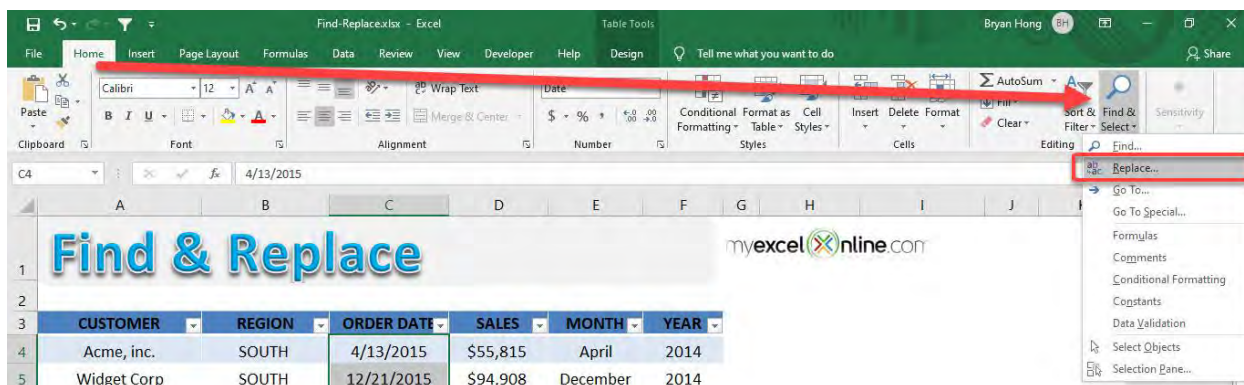 Find-Replace.xlsx - Excel Table Tools Bryan Hong BH
File Home Insert Page Layout Formulas Data Review View Developer Help Design Tell me what you want to do Share
Paste
Calibri 12 A A Wrap Text Date
B I U A Merge & Center $ % , .00 .00
Conditional Formatting Format as Table Cell Styles Insert Delete Format
AutoSum
Fill
Clear
Sort & Filter Find & Select Sensitivity
Clipboard Font Alignment Number Styles Cells Editing
Find...
Replace...
Go To...
Go To Special...
Formulas
Comments
Conditional Formatting
Constants
Data Validation
Select Objects
Selection Pane...
C4 fx 4/13/2015
A B C D E F G H I J
1 Find & Replace myexcelonline.com
2
3 CUSTOMER REGION ORDER DATE SALES MONTH YEAR
4 Acme, inc. SOUTH 4/13/2015 $55,815 April 2014
5 Widget Corp SOUTH 12/21/2015 $94,908 December 2014